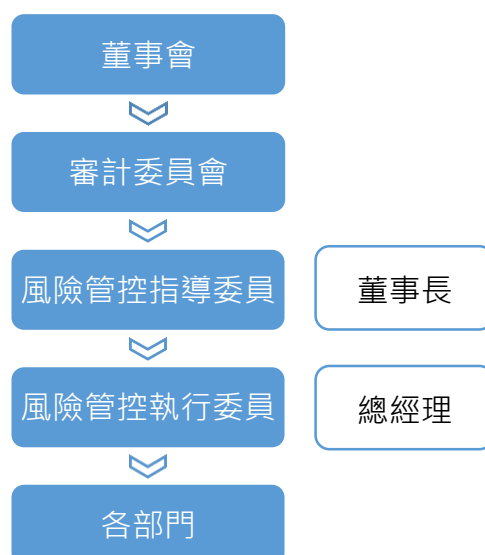 董事會
審計委員會
風險管控指導委員
董事長
風險管控執行委員
總經理
各部門